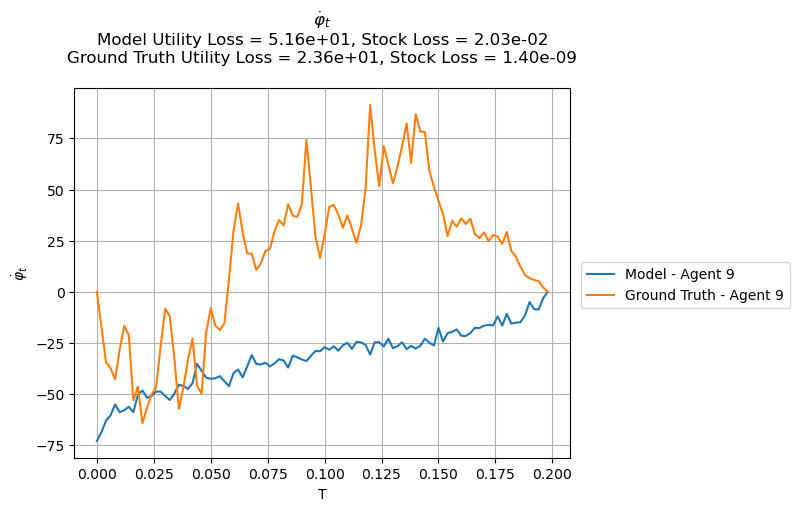 φ̇ₜ
Model Utility Loss = 5.16e+01, Stock Loss = 2.03e-02
Ground Truth Utility Loss = 2.36e+01, Stock Loss = 1.40e-09
φ̇ₜ
75
50
25
0
−25
−50
−75
0.000 0.025 0.050 0.075 0.100 0.125 0.150 0.175 0.200
T
Model - Agent 9
Ground Truth - Agent 9